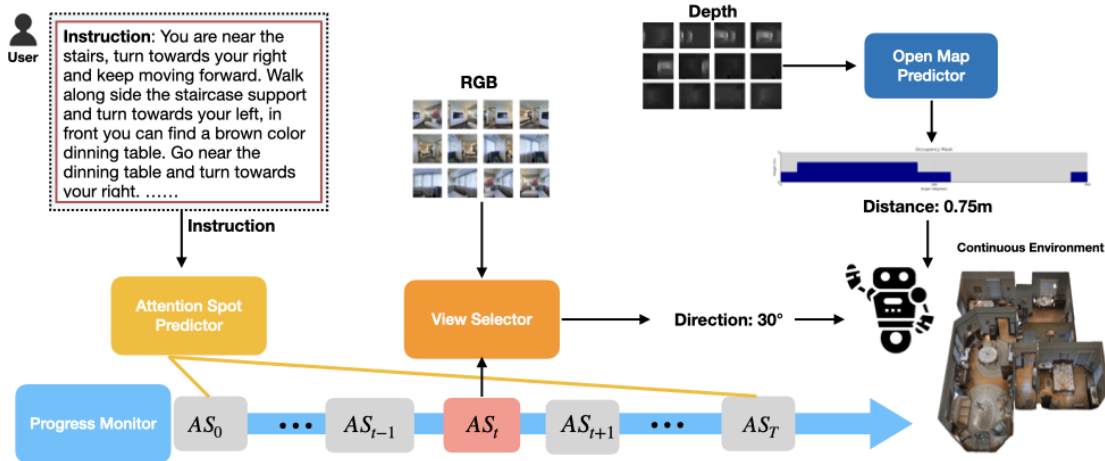 User
Instruction: You are near the
stairs, turn towards your right
and keep moving forward. Walk
along side the staircase support
and turn towards your left, in
front you can find a brown color
dinning table. Go near the
dinning table and turn towards
your right. ......
Instruction
RGB
Depth
Open Map
Predictor
Occupancy Mask
Distance: 0.75m
Continuous Environment
Attention Spot
Predictor
View Selector
Direction: 30°
Progress Monitor
AS₀
•••
ASₜ₋₁
ASₜ
ASₜ₊₁
•••
AS_T